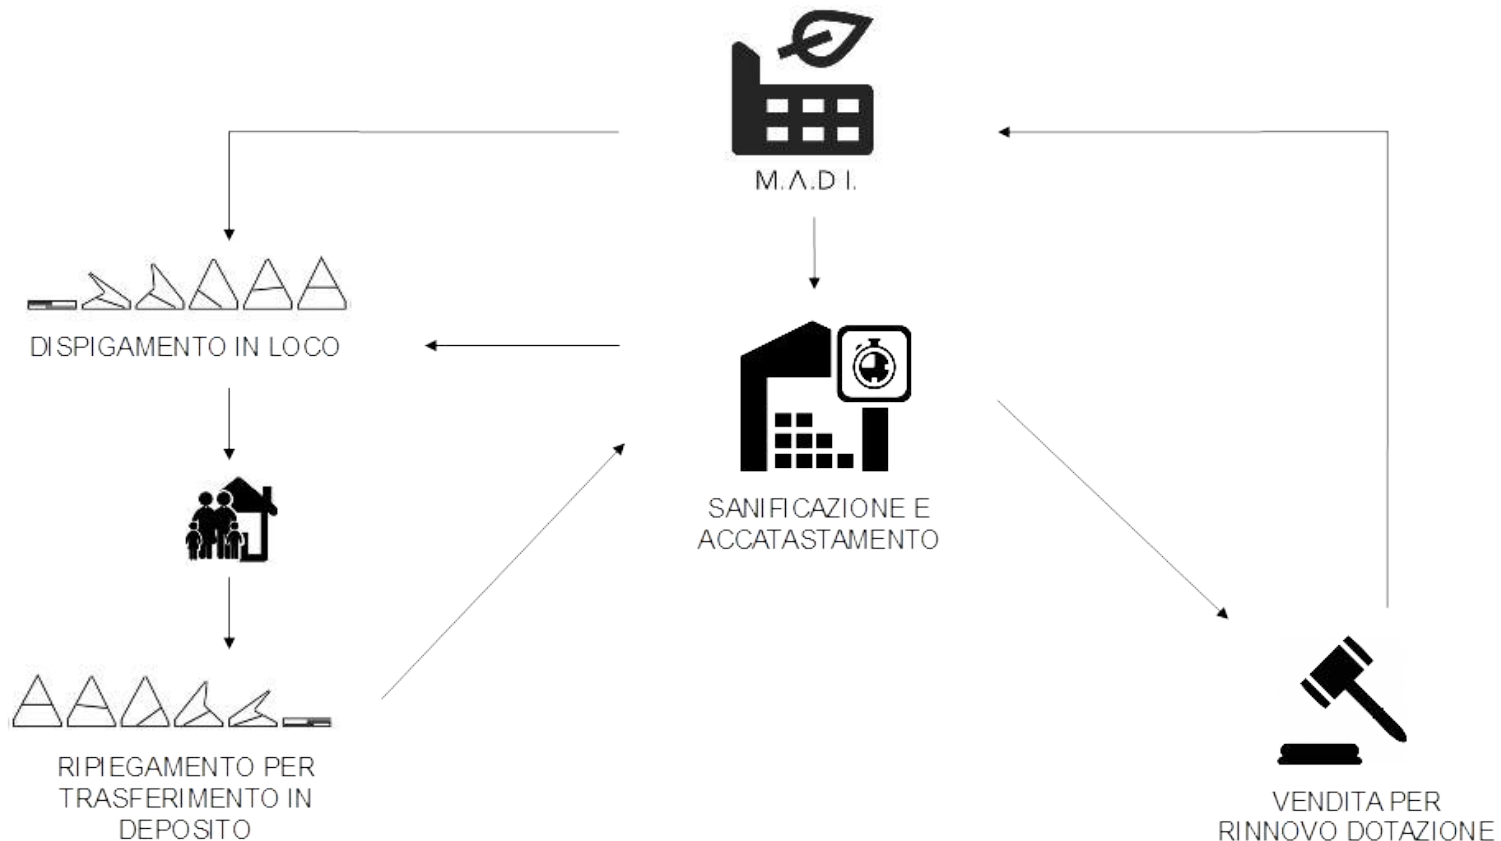 M.Λ.D I.
DISPIGAMENTO IN LOCO
SANIFICAZIONE E
ACCATASTAMENTO
RIPIEGAMENTO PER
TRASFERIMENTO IN
DEPOSITO
VENDITA PER
RINNOVO DOTAZIONE